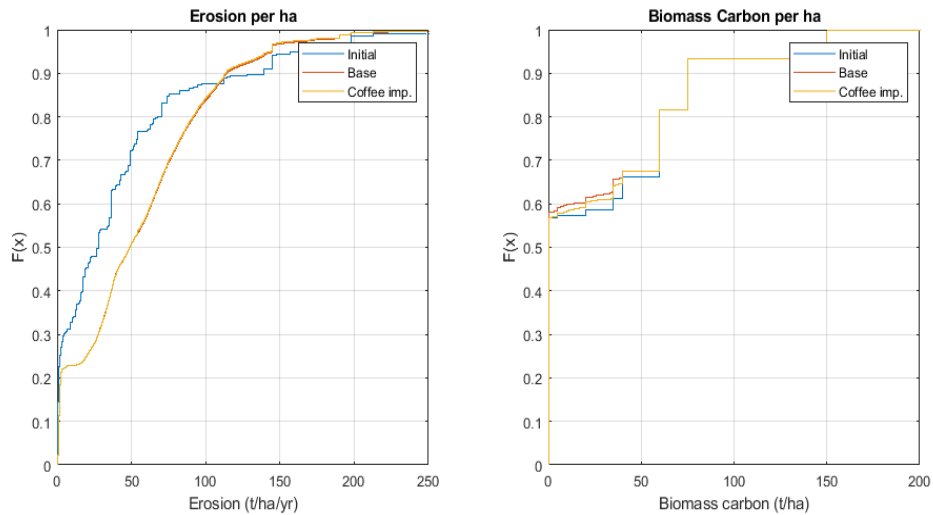 Erosion per ha
1
0.9
0.8
0.7
0.6
0.5
0.4
0.3
0.2
0.1
0
F(x)
0 50 100 150 200 250
Erosion (t/ha/yr)
Initial
Base
Coffee imp.
Biomass Carbon per ha
1
0.9
0.8
0.7
0.6
0.5
0.4
0.3
0.2
0.1
0
F(x)
0 50 100 150 200
Biomass carbon (t/ha)
Initial
Base
Coffee imp.